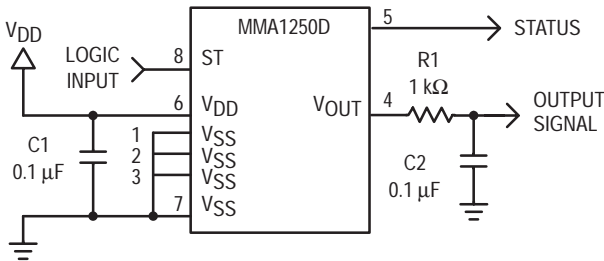 MMA1250D
5
STATUS
VDD
LOGIC
INPUT
8
ST
R1
1 kΩ
6
VDD
VOUT
4
OUTPUT
SIGNAL
1
VSS
2
VSS
3
VSS
C1
0.1 µF
C2
0.1 µF
7
VSS